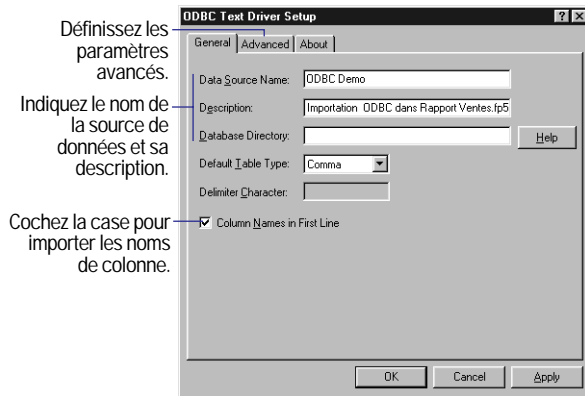 Définissez les
paramètres
avancés.
Indiquez le nom de
la source de
données et sa
description.
Cochez la case pour
importer les noms
de colonne.
ODBC Text Driver Setup
General Advanced About
Data Source Name: ODBC Demo
Description: Importation ODBC dans Rapport Ventes.fp5
Database Directory:
Help
Default Table Type: Comma
Delimiter Character:
Column Names in First Line
OK Cancel Apply